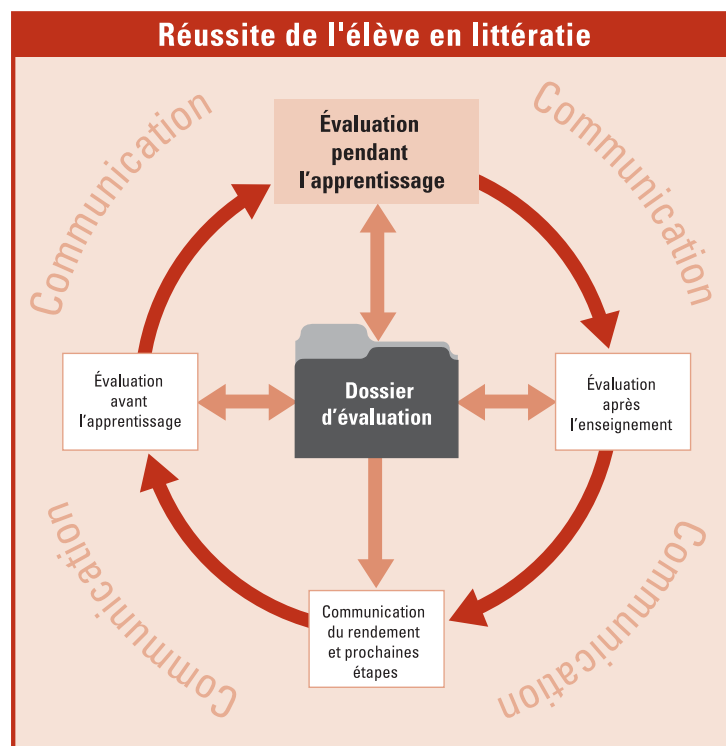 Réussite de l'élève en littératie
Communication
Communication
Évaluation
pendant
l'apprentissage
Évaluation
avant
l'apprentissage
Dossier
d'évaluation
Évaluation
après
l'enseignement
Communication
du rendement
et prochaines
étapes
Communication
Communication